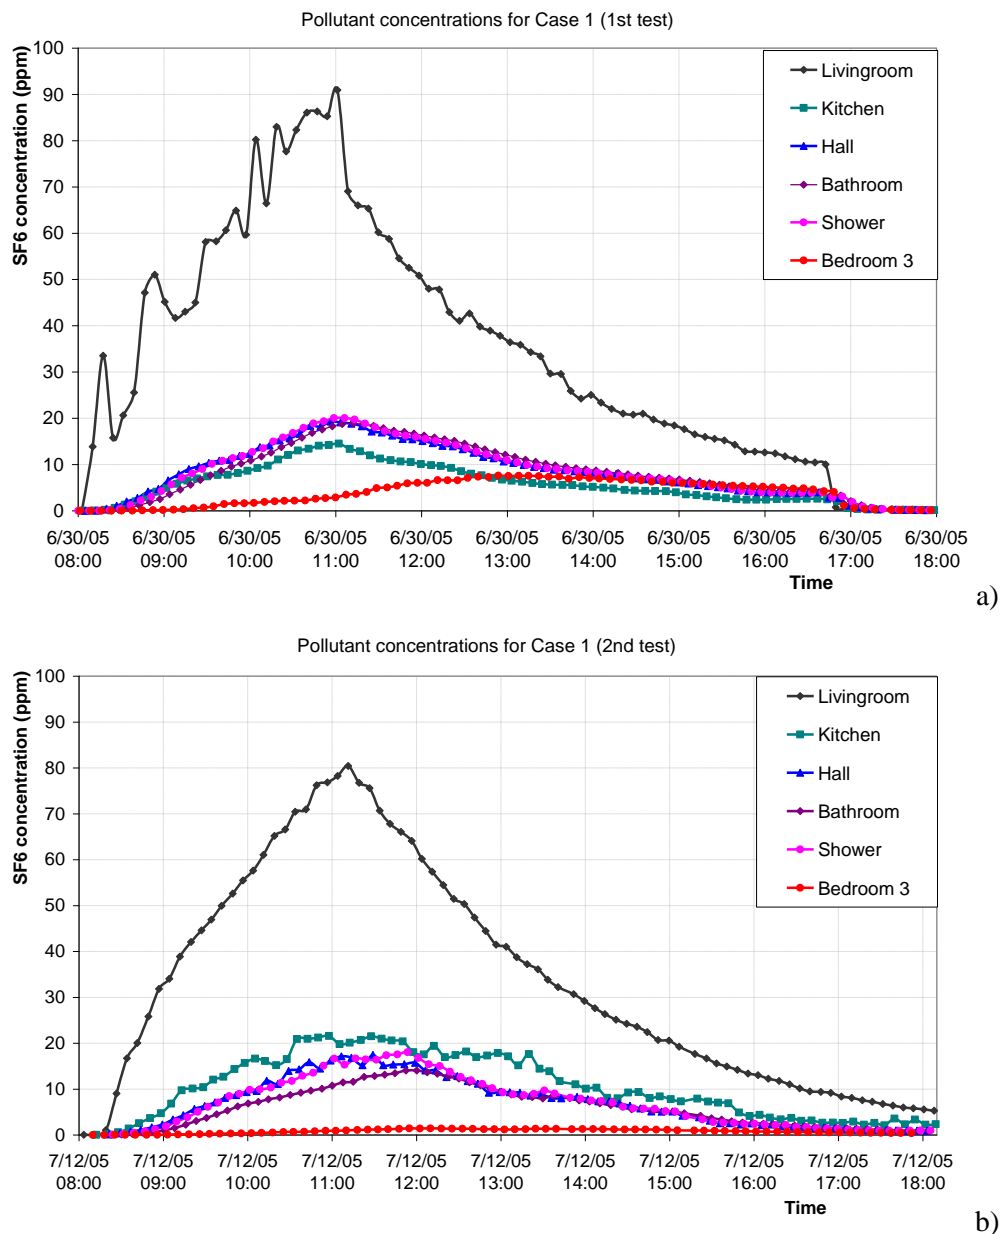 Pollutant concentrations for Case 1 (1st test)
SF6 concentration (ppm)
100
90
80
70
60
50
40
30
20
10
0
Livingroom
Kitchen
Hall
Bathroom
Shower
Bedroom 3
6/30/05 6/30/05 6/30/05 6/30/05 6/30/05 6/30/05 6/30/05 6/30/05 6/30/05 6/30/05 6/30/05
08:00 09:00 10:00 11:00 12:00 13:00 14:00 15:00 16:00 17:00 18:00
Time
a)
Pollutant concentrations for Case 1 (2nd test)
SF6 concentration (ppm)
100
90
80
70
60
50
40
30
20
10
0
Livingroom
Kitchen
Hall
Bathroom
Shower
Bedroom 3
7/12/05 7/12/05 7/12/05 7/12/05 7/12/05 7/12/05 7/12/05 7/12/05 7/12/05 7/12/05 7/12/05
08:00 09:00 10:00 11:00 12:00 13:00 14:00 15:00 16:00 17:00 18:00
Time
b)